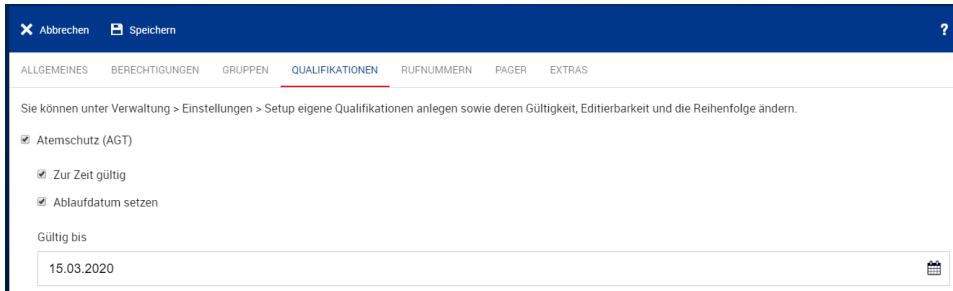 Abbrechen Speichern ?
ALLGEMEINES BERECHTIGUNGEN GRUPPEN QUALIFIKATIONEN RUFNUMMERN PAGER EXTRAS
Sie können unter Verwaltung > Einstellungen > Setup eigene Qualifikationen anlegen sowie deren Gültigkeit, Editierbarkeit und die Reihenfolge ändern.
Atemschutz (AGT)
Zur Zeit gültig
Ablaufdatum setzen
Gültig bis
15.03.2020